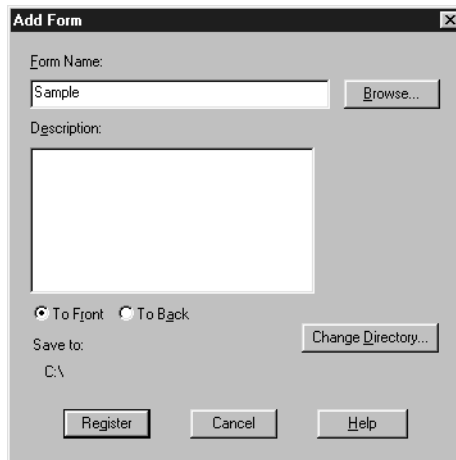 Add Form
Form Name:
Sample
Browse...
Description:
To Front To Back
Change Directory...
Save to:
C:\
Register Cancel Help